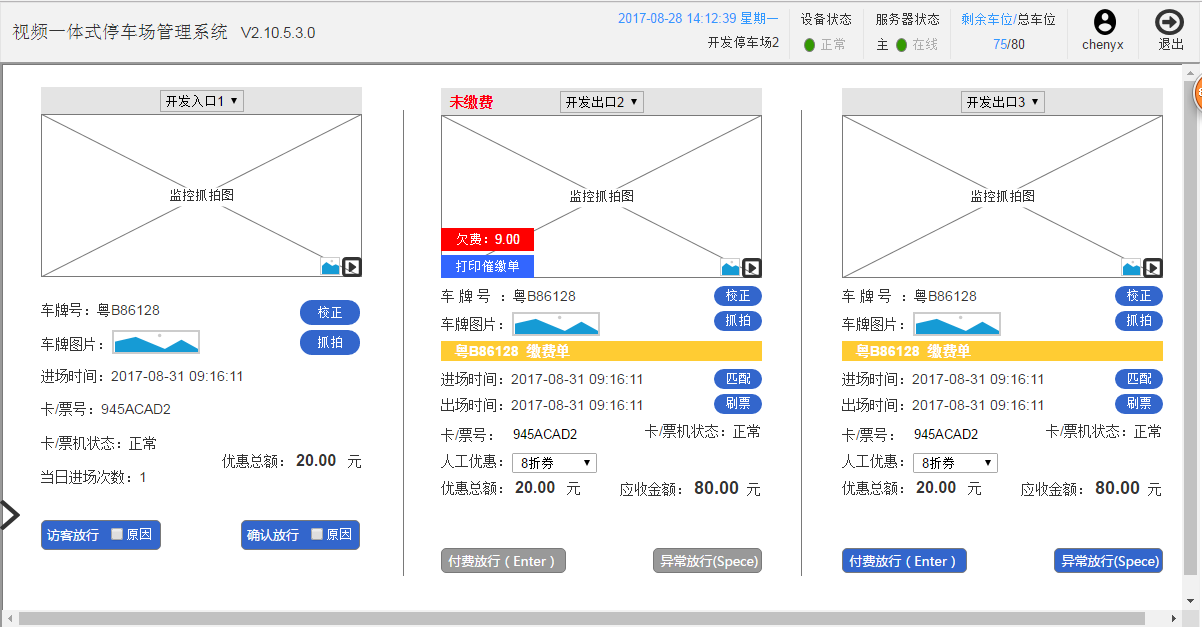 视频一体式停车场管理系统 V2.10.5.3.0
2017-08-28 14:12:39 星期一
开发停车场2
设备状态
正常
服务器状态
主 在线
剩余车位/总车位
75/80
chenyx
退出
开发入口1
监控抓拍图
车牌号：粤B86128
校正
车牌图片：
抓拍
进场时间：2017-08-31 09:16:11
卡/票号：945ACAD2
卡/票机状态：正常
优惠总额： 20.00 元
当日进场次数：1
访客放行 原因
确认放行 原因
未缴费
开发出口2
监控抓拍图
欠费：9.00
打印催缴单
车 牌 号 ：粤B86128
校正
车牌图片：
抓拍
粤B86128 缴费单
进场时间：2017-08-31 09:16:11
匹配
出场时间：2017-08-31 09:16:11
刷票
卡/票号： 945ACAD2
卡/票机状态：正常
人工优惠： 8折券
优惠总额： 20.00 元
应收金额： 80.00 元
付费放行（Enter）
异常放行(Spece)
开发出口3
监控抓拍图
车 牌 号 ：粤B86128
校正
车牌图片：
抓拍
粤B86128 缴费单
进场时间：2017-08-31 09:16:11
匹配
出场时间：2017-08-31 09:16:11
刷票
卡/票号： 945ACAD2
卡/票机状态：正常
人工优惠： 8折券
优惠总额： 20.00 元
应收金额： 80.00 元
付费放行（Enter）
异常放行(Spece)